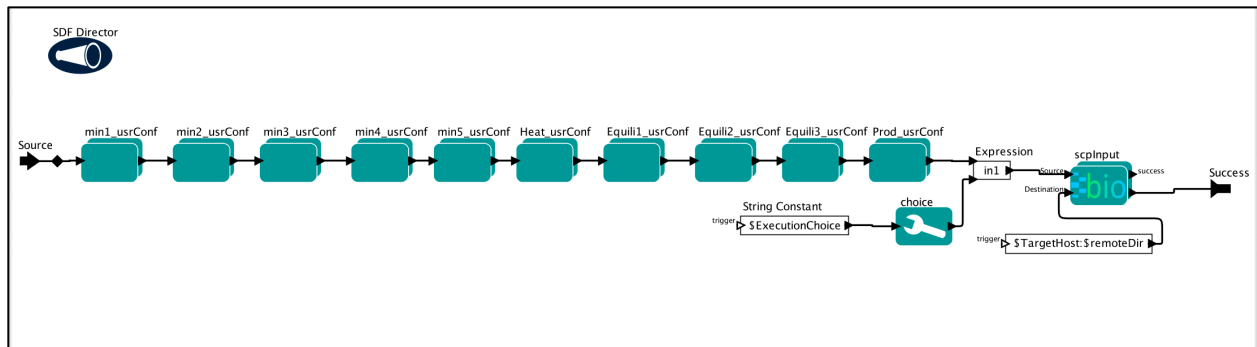 SDF Director
Source
min1_usrConf
min2_usrConf
min3_usrConf
min4_usrConf
min5_usrConf
Heat_usrConf
Equili1_usrConf
Equili2_usrConf
Equili3_usrConf
Prod_usrConf
Expression
in1
scpInput
Source
success
Destination
bio
Success
String Constant
trigger
$ExecutionChoice
choice
trigger
$TargetHost:$remoteDir